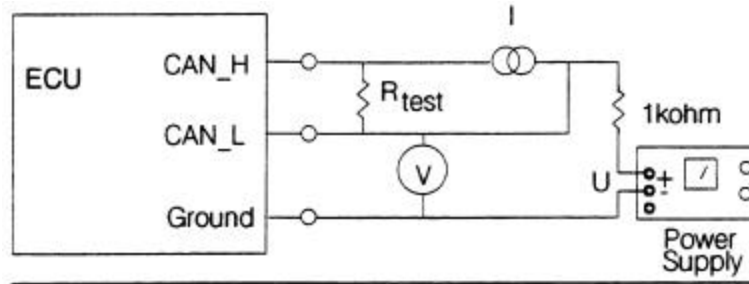 I
ECU
CAN_H
Rtest
CAN_L
1kohm
V
U
+
-
Ground
Power
Supply